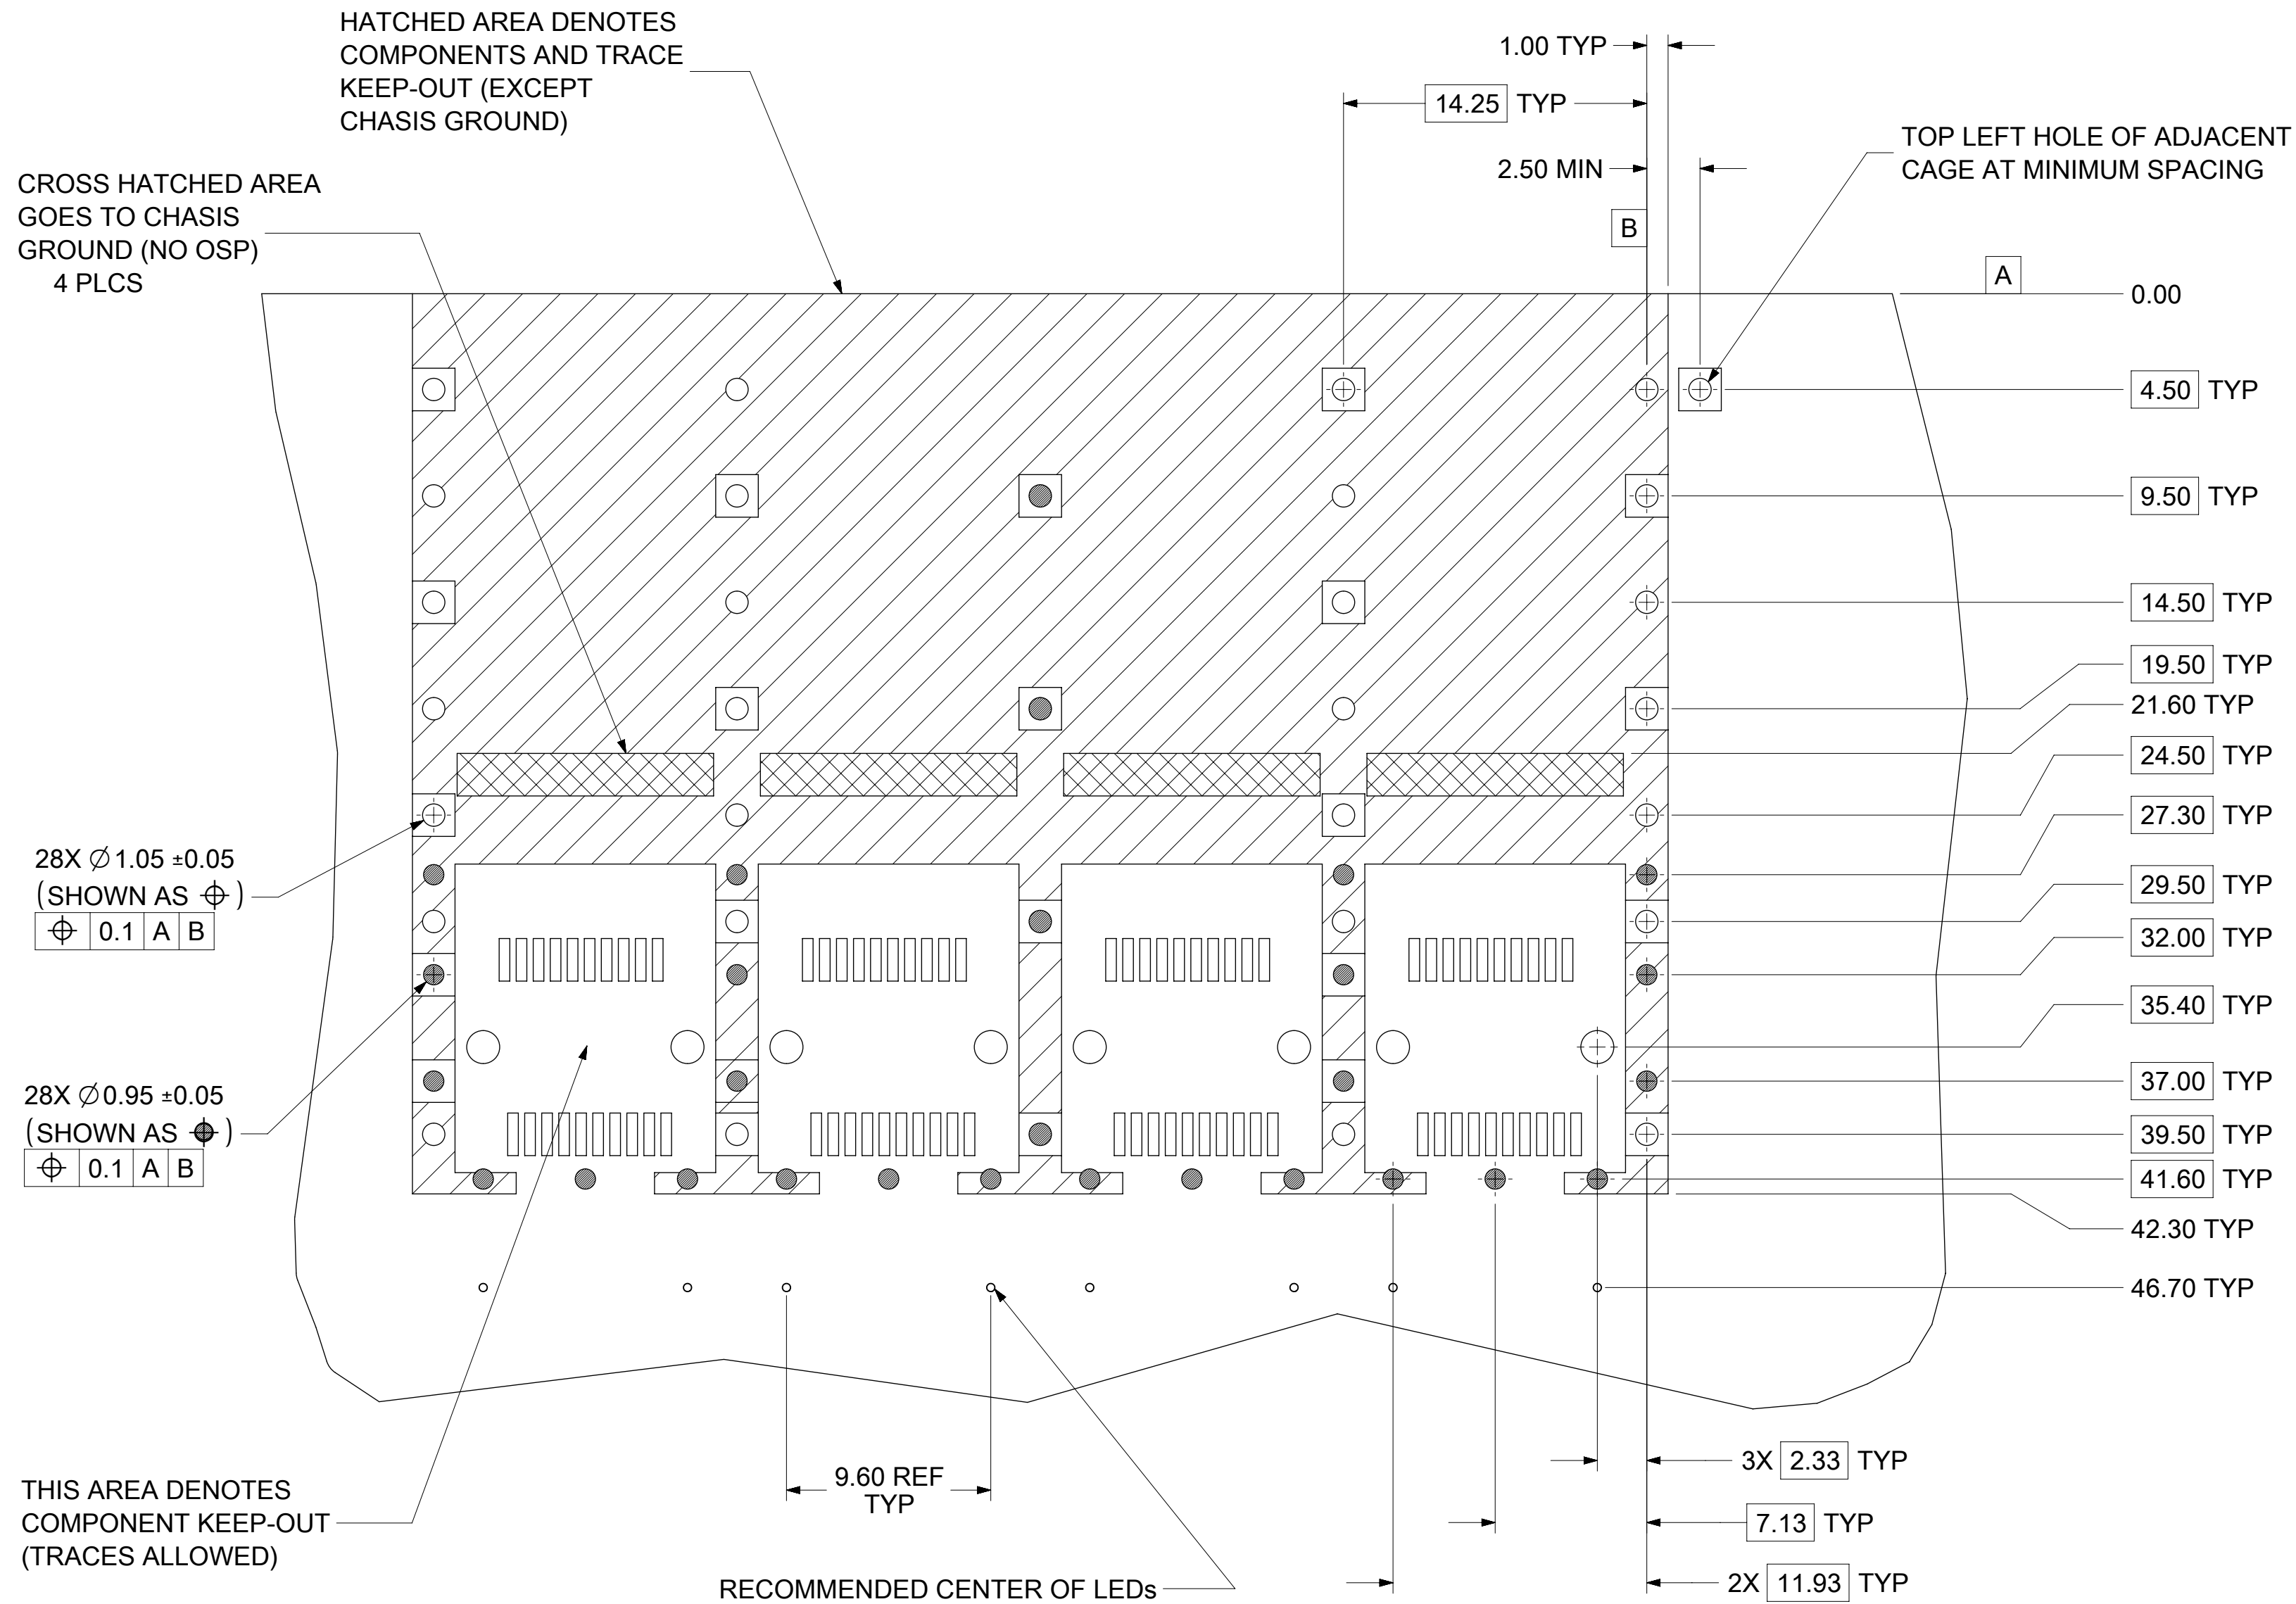 HATCHED AREA DENOTES
COMPONENTS AND TRACE
KEEP-OUT (EXCEPT
CHASIS GROUND)
1.00 TYP
14.25 TYP
2.50 MIN
TOP LEFT HOLE OF ADJACENT
CAGE AT MINIMUM SPACING
CROSS HATCHED AREA
GOES TO CHASIS
GROUND (NO OSP)
4 PLCS
B
A
0.00
4.50 TYP
9.50 TYP
14.50 TYP
19.50 TYP
21.60 TYP
24.50 TYP
27.30 TYP
29.50 TYP
32.00 TYP
35.40 TYP
37.00 TYP
39.50 TYP
41.60 TYP
42.30 TYP
46.70 TYP
28X ∅1.05 ±0.05
(SHOWN AS ⌖)
⌖ 0.1 A B
28X ∅0.95 ±0.05
(SHOWN AS ⌖)
⌖ 0.1 A B
THIS AREA DENOTES
COMPONENT KEEP-OUT
(TRACES ALLOWED)
9.60 REF
TYP
RECOMMENDED CENTER OF LEDs
3X 2.33 TYP
7.13 TYP
2X 11.93 TYP